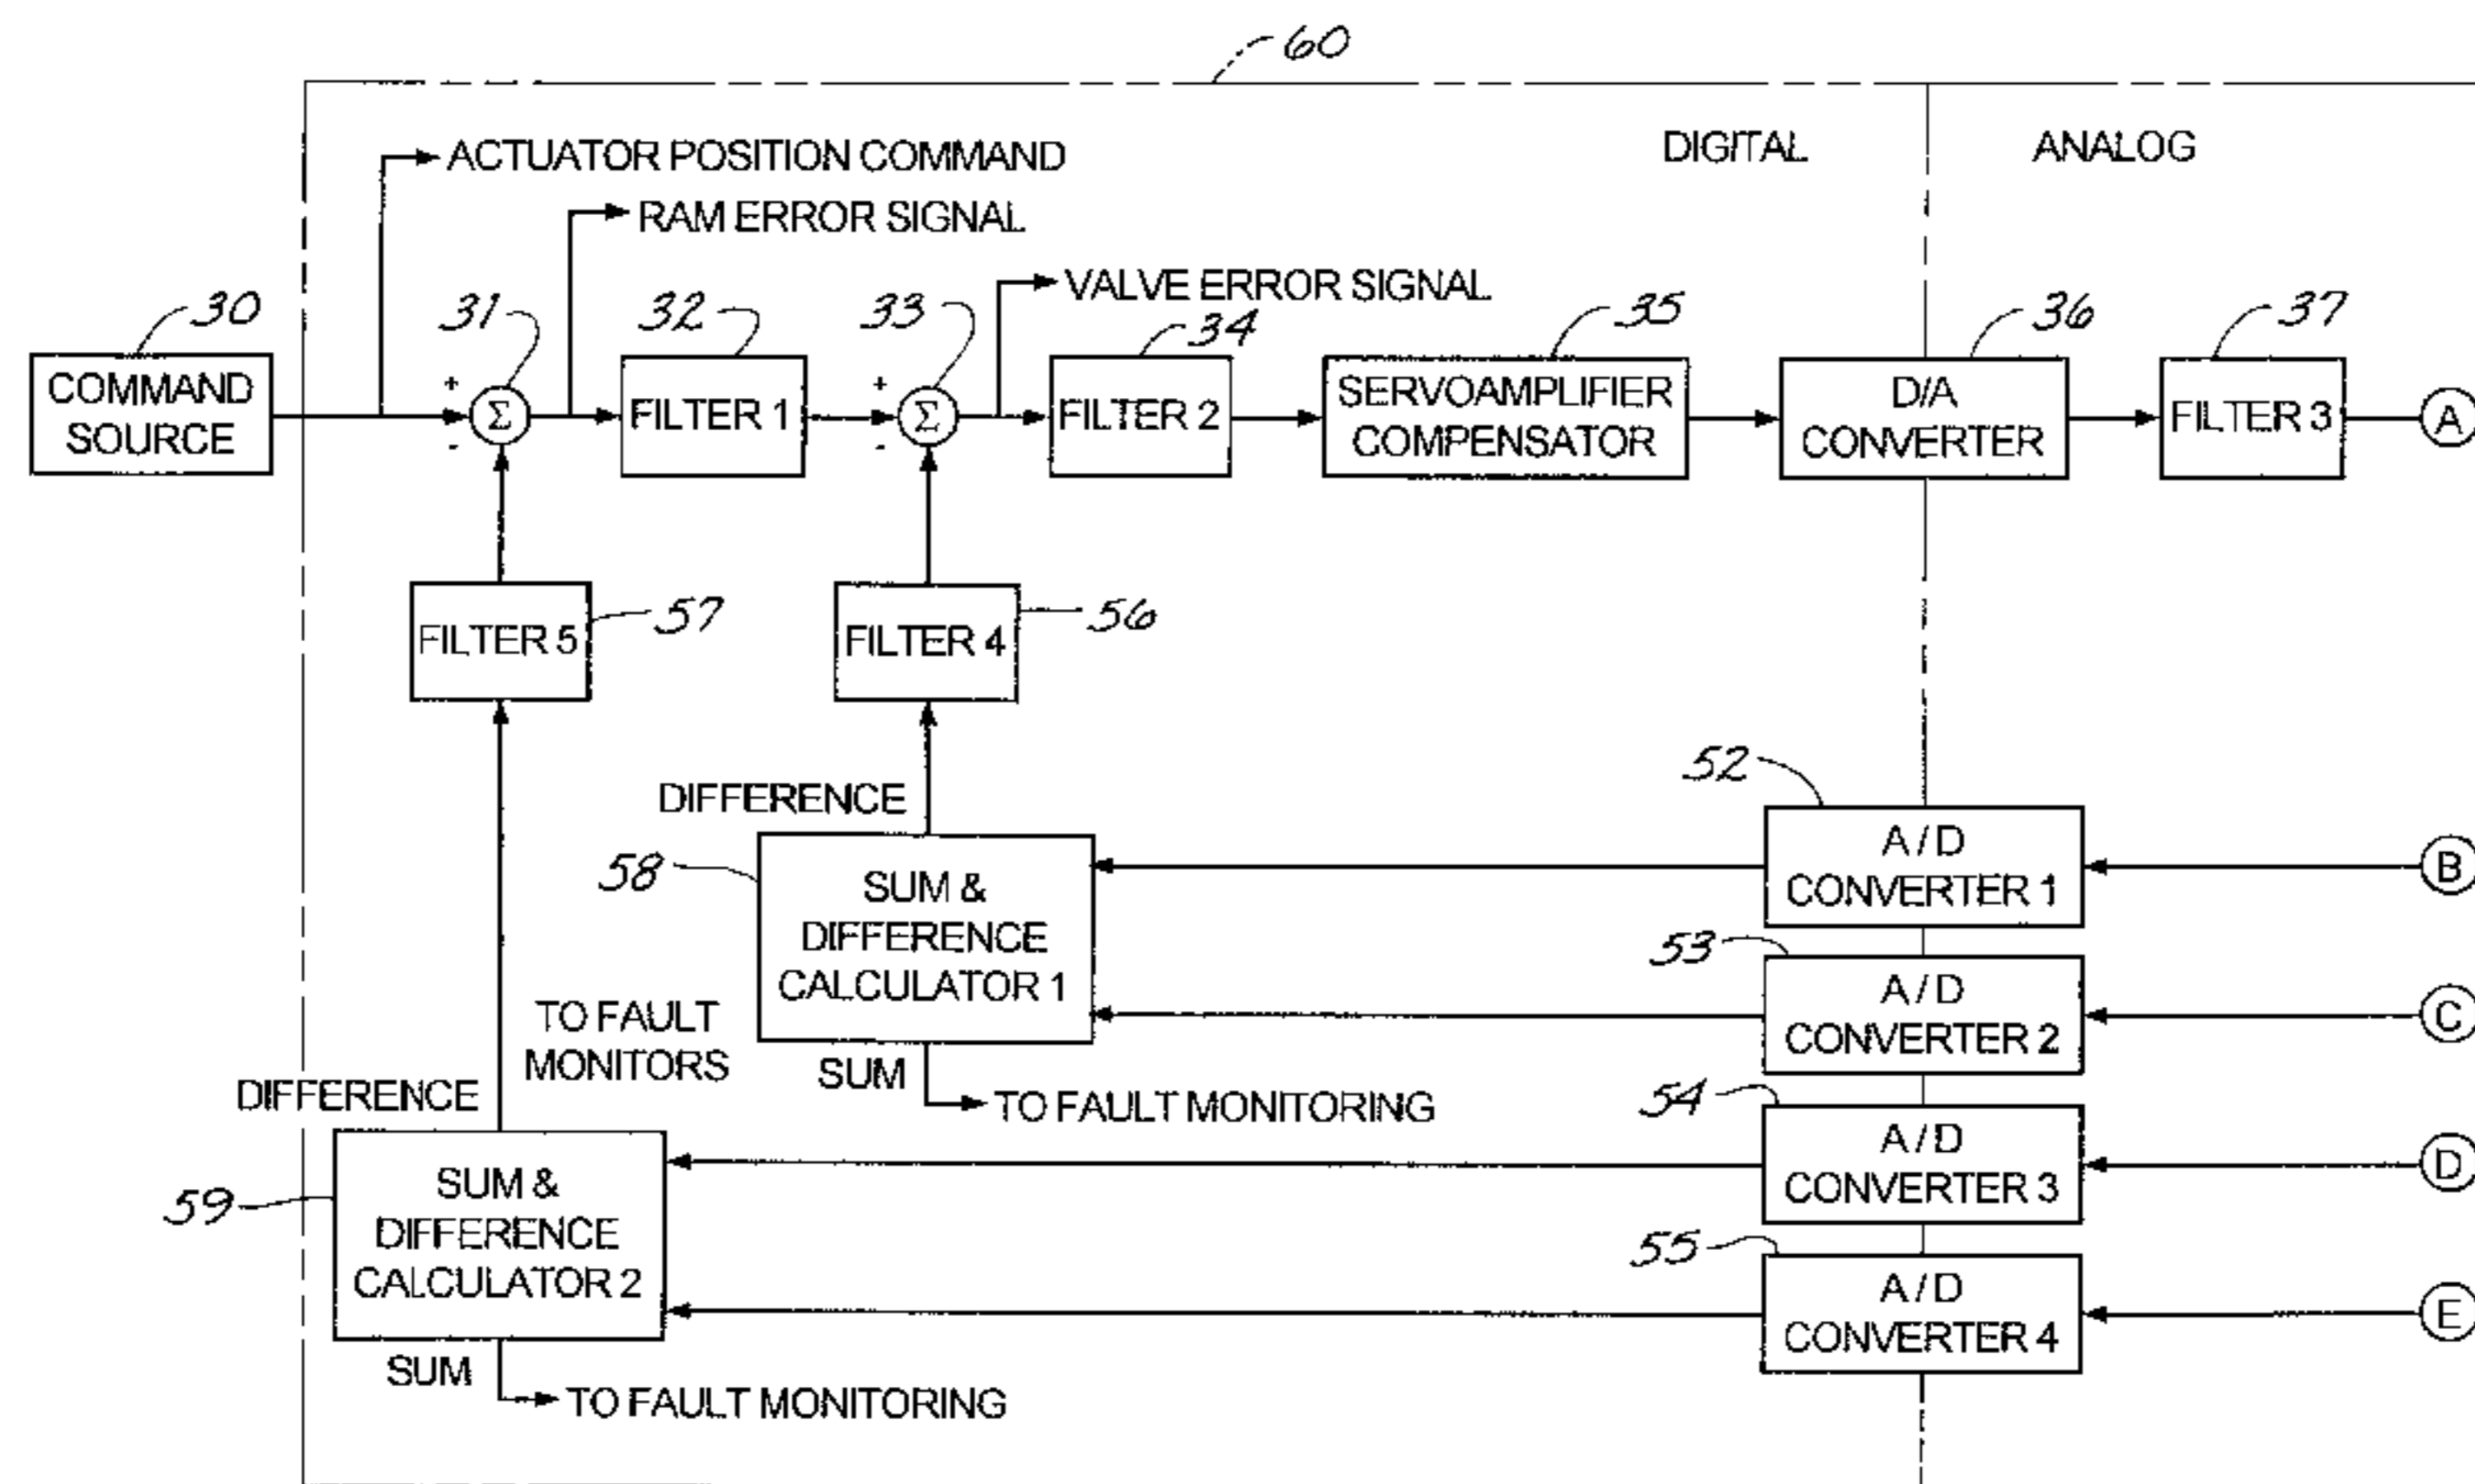 60
DIGITAL
ANALOG
ACTUATOR POSITION COMMAND
RAM ERROR SIGNAL
VALVE ERROR SIGNAL
30
31
32
33
34
35
36
37
COMMAND
SOURCE
+
-
Σ
FILTER 1
+
-
Σ
FILTER 2
SERVOAMPLIFIER
COMPENSATOR
D/A
CONVERTER
FILTER 3
A
FILTER 5
57
FILTER 4
56
DIFFERENCE
58
SUM &
DIFFERENCE
CALCULATOR 1
52
A / D
CONVERTER 1
B
53
A / D
CONVERTER 2
C
TO FAULT
MONITORS
SUM
TO FAULT MONITORING
DIFFERENCE
54
A / D
CONVERTER 3
D
59
SUM &
DIFFERENCE
CALCULATOR 2
55
A / D
CONVERTER 4
E
SUM
TO FAULT MONITORING